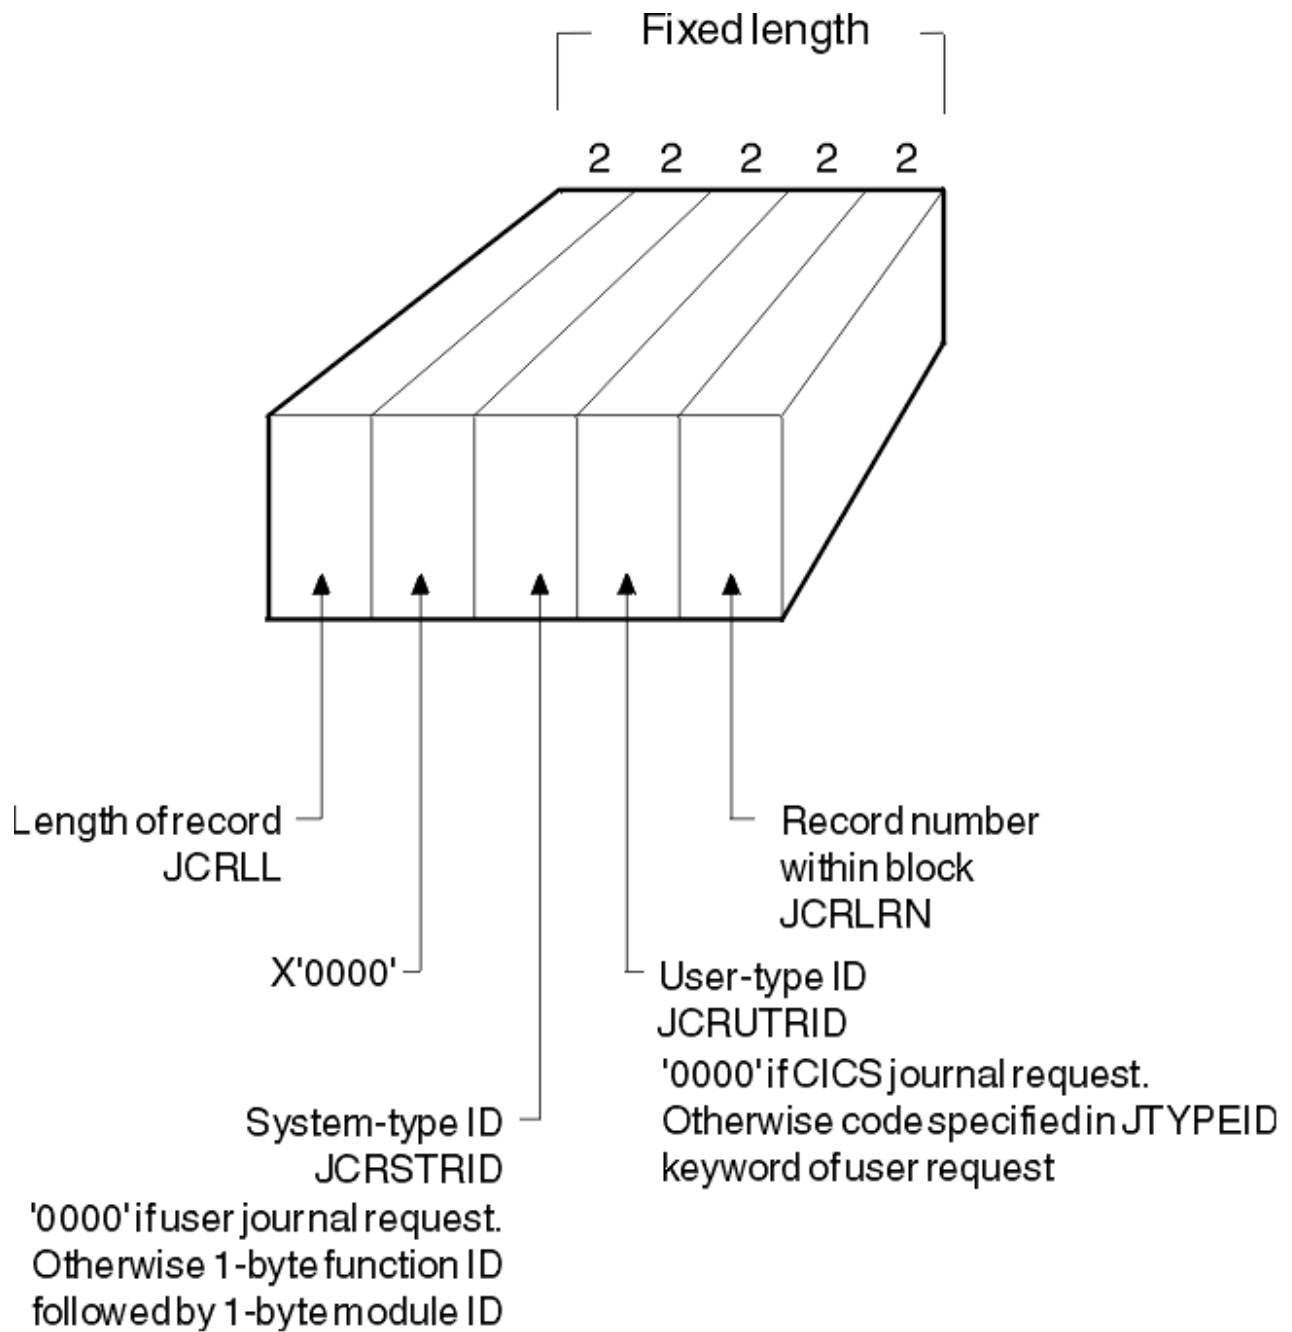 Fixed length
2 2 2 2 2
Length of record
JCRLL
Record number
within block
JCRLRN
X'0000'
User-type ID
JCRUTRID
'0000' if CICS journal request.
Otherwise code specified in JTYPEID
keyword of user request
System-type ID
JCRSTRID
'0000' if user journal request.
Otherwise 1-byte function ID
followed by 1-byte module ID